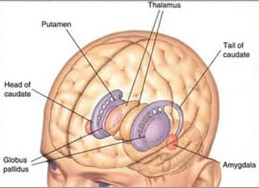 Thalamus
Putamen
Tail of
caudate
Head of
caudate
Globus
pallidus
Amygdala